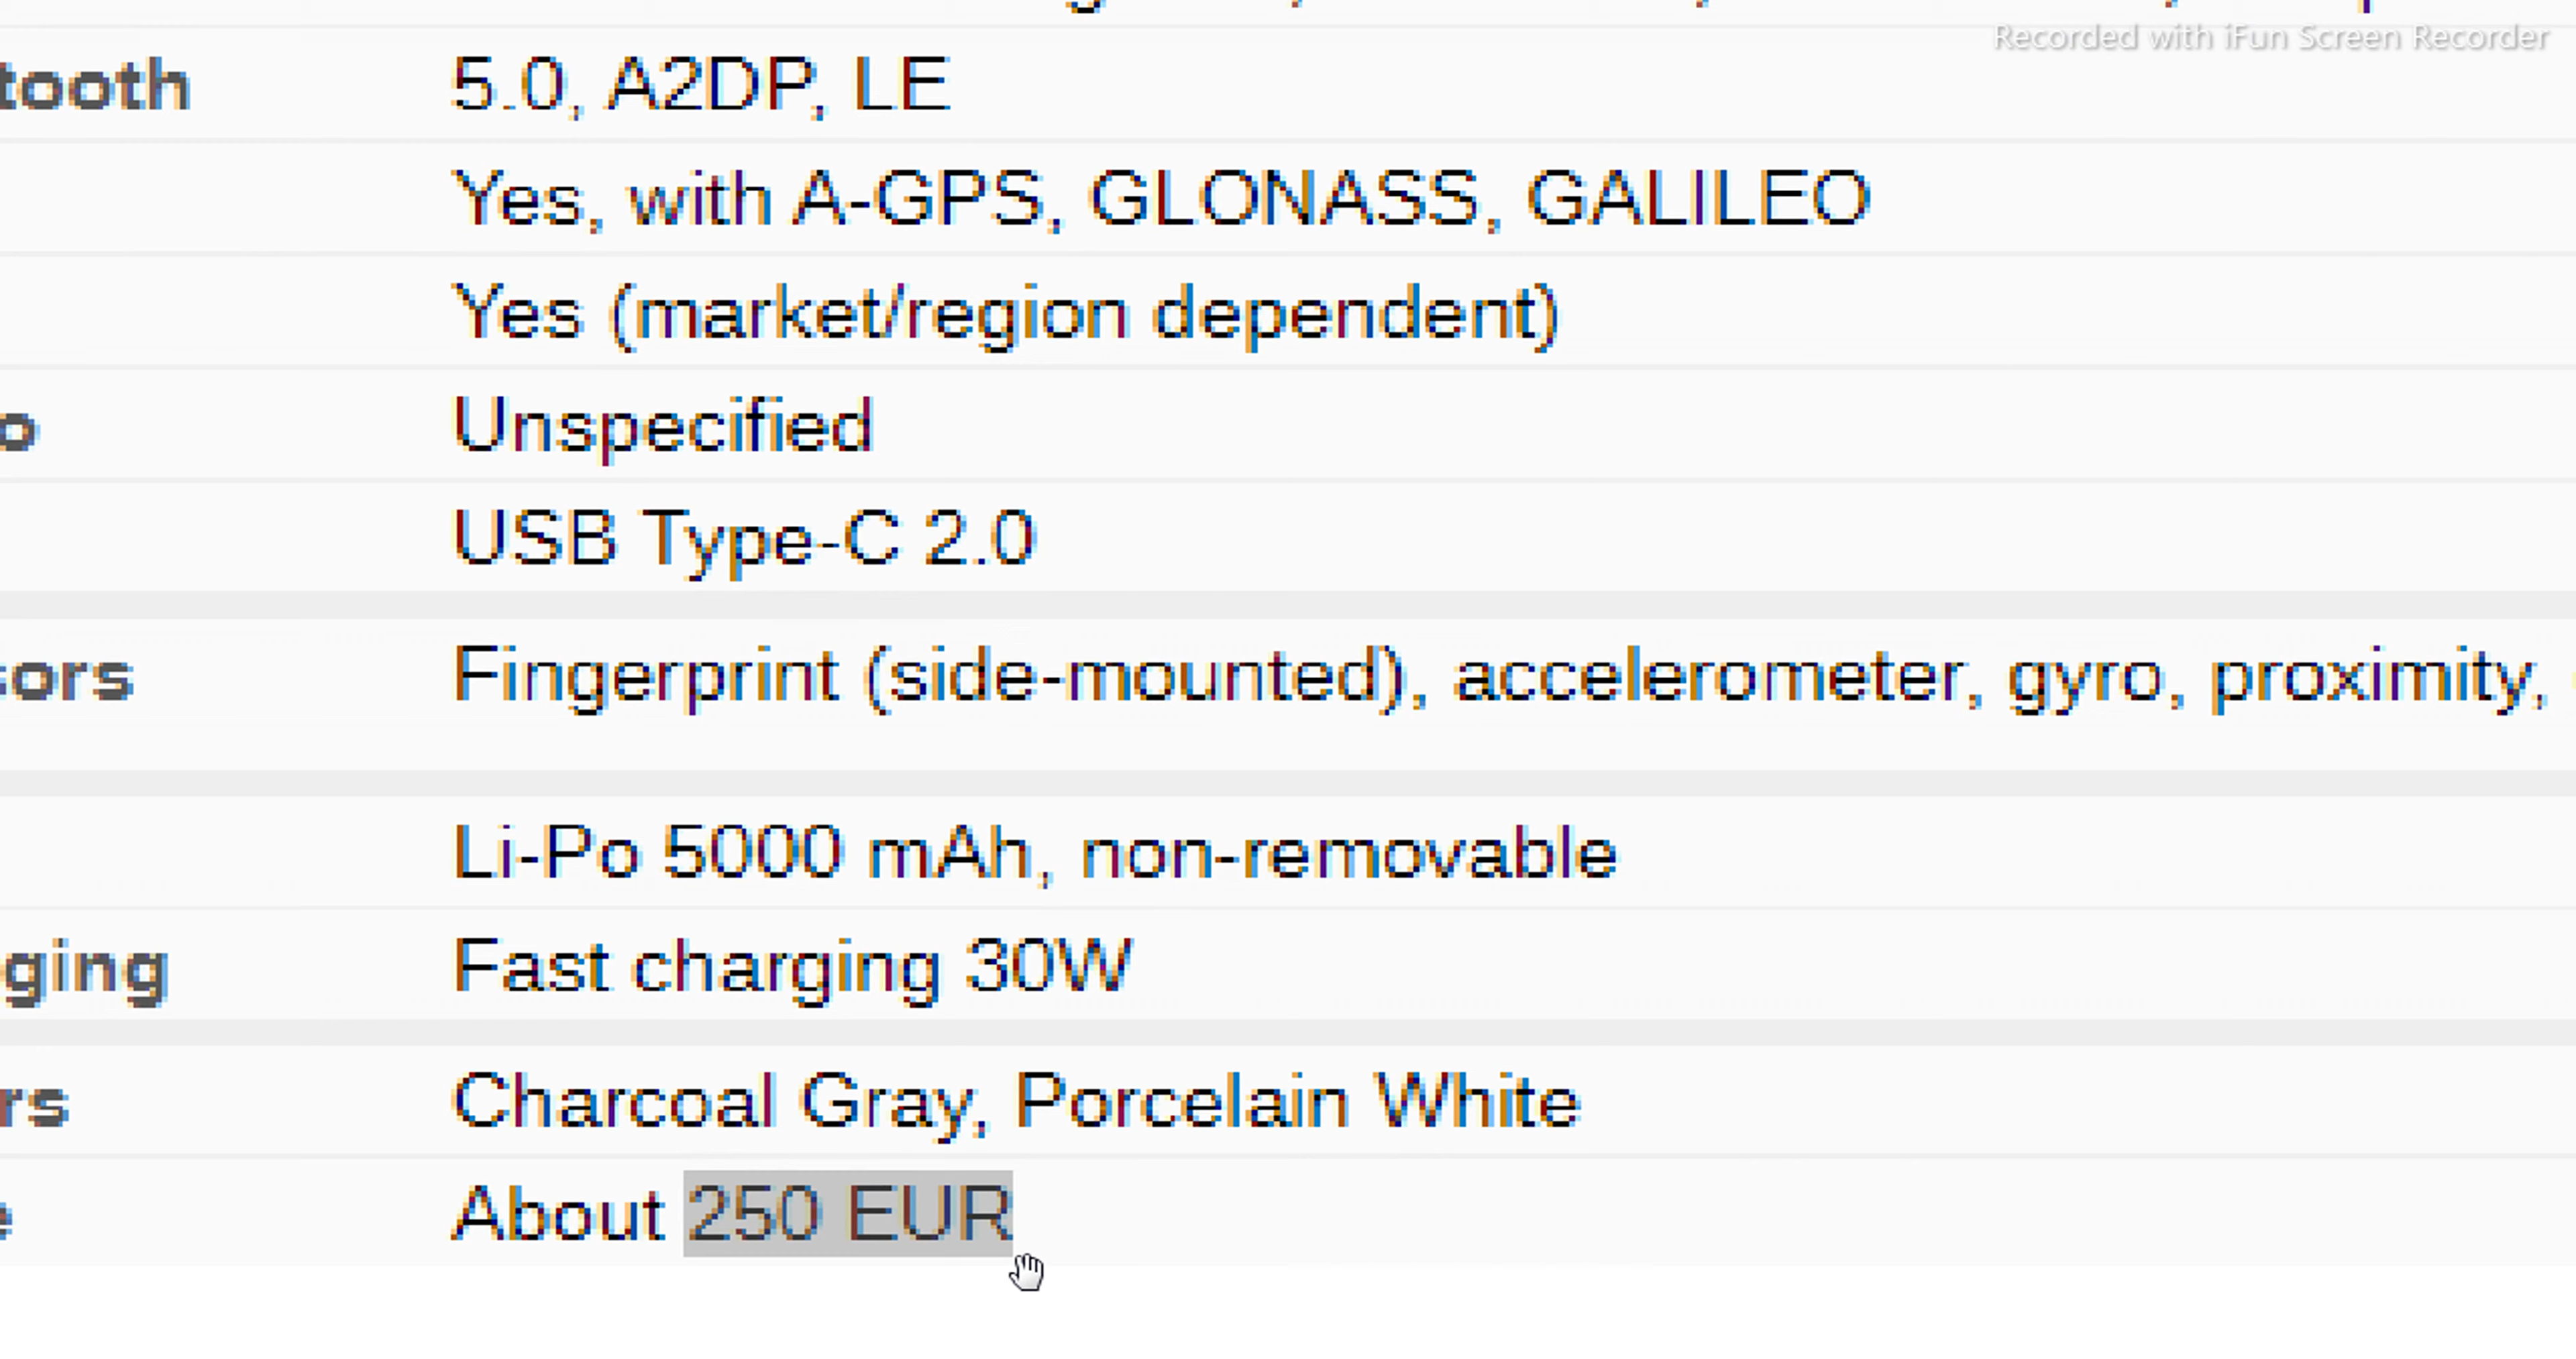 Recorded with iFun Screen Recorder
tooth 5.0, A2DP, LE
Yes, with A-GPS, GLONASS, GALILEO
Yes (market/region dependent)
o Unspecified
USB Type-C 2.0
sors Fingerprint (side-mounted), accelerometer, gyro, proximity,
Li-Po 5000 mAh, non-removable
ging Fast charging 30W
rs Charcoal Gray, Porcelain White
e About 250 EUR